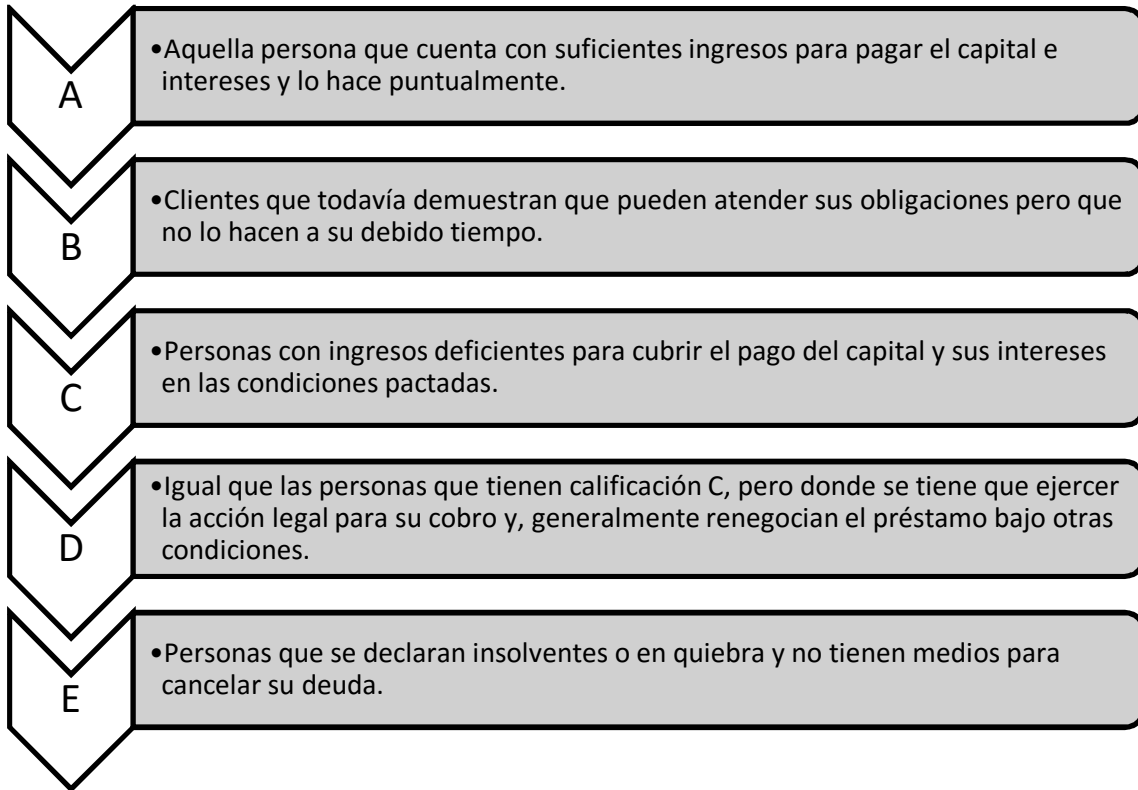 A
•Aquella persona que cuenta con suficientes ingresos para pagar el capital e
intereses y lo hace puntualmente.
B
•Clientes que todavía demuestran que pueden atender sus obligaciones pero que
no lo hacen a su debido tiempo.
C
•Personas con ingresos deficientes para cubrir el pago del capital y sus intereses
en las condiciones pactadas.
D
•Igual que las personas que tienen calificación C, pero donde se tiene que ejercer
la acción legal para su cobro y, generalmente renegocian el préstamo bajo otras
condiciones.
E
•Personas que se declaran insolventes o en quiebra y no tienen medios para
cancelar su deuda.